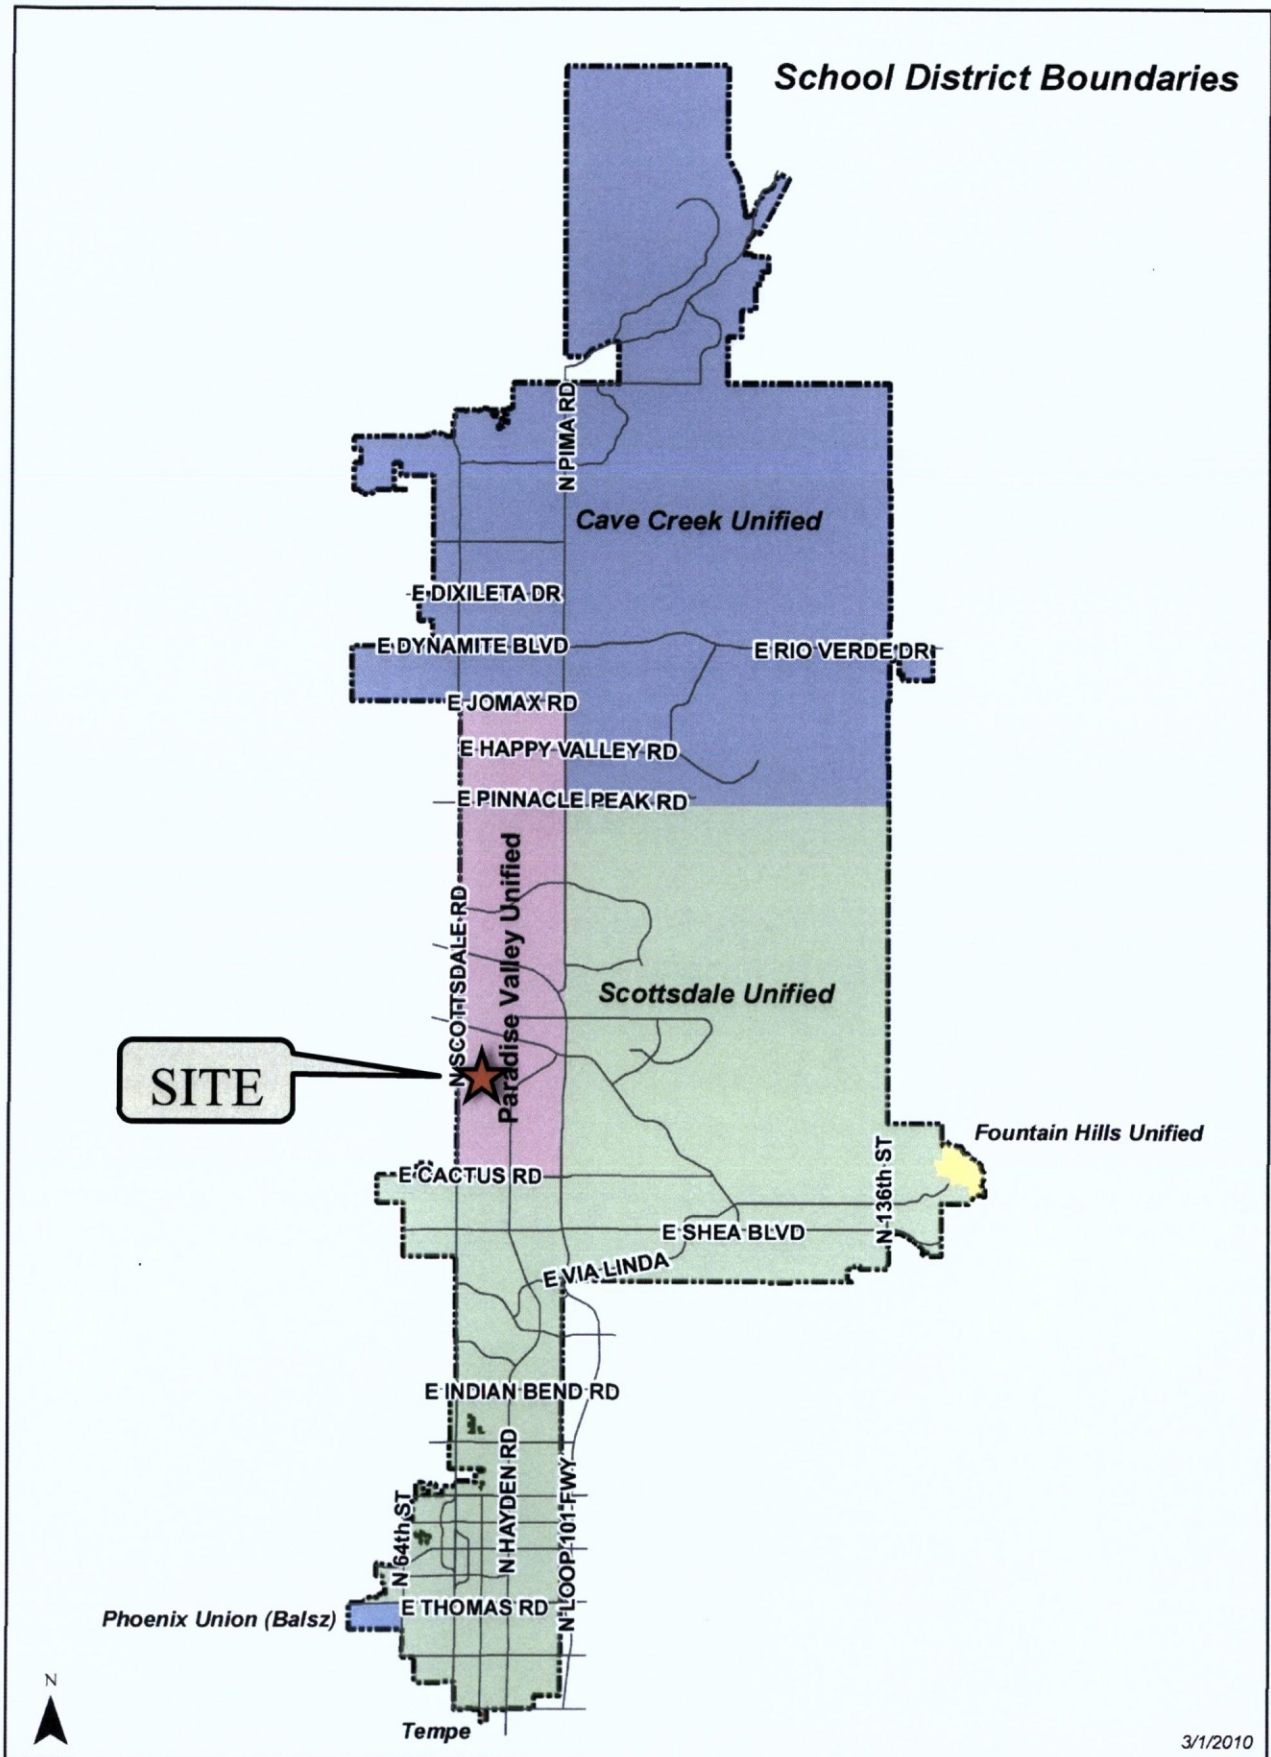 School District Boundaries
N PIMA RD
Cave Creek Unified
E DIXILETA DR
E DYNAMITE BLVD
E RIO VERDE DR
E JOMAX RD
E HAPPY VALLEY RD
E PINNACLE PEAK RD
Paradise Valley Unified
N SCOTTSDALE RD
Scottsdale Unified
SITE
Fountain Hills Unified
N 136th ST
E CACTUS RD
E SHEA BLVD
E VIA LINDA
E INDIAN BEND RD
N HAYDEN RD
N LOOP 101 FWY
N 64th ST
E THOMAS RD
Phoenix Union (Balsz)
N
Tempe
3/1/2010